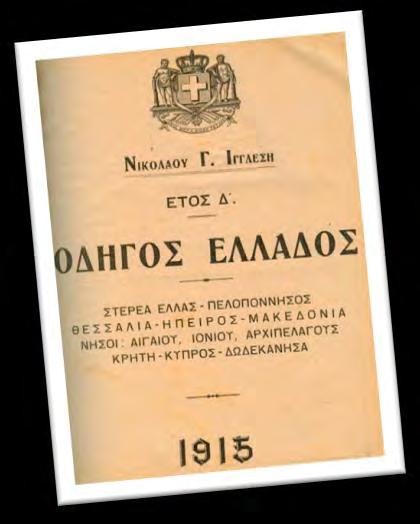 ΝΙΚΟΛΑΟΥ Γ. ΙΓΓΛΕΣΗ
ΕΤΟΣ Δ΄.
ΟΔΗΓΟΣ ΕΛΛΑΔΟΣ
ΣΤΕΡΕΑ ΕΛΛΑΣ - ΠΕΛΟΠΟΝΝΗΣΟΣ
ΘΕΣΣΑΛΙΑ - ΗΠΕΙΡΟΣ - ΜΑΚΕΔΟΝΙΑ
ΝΗΣΟΙ: ΑΙΓΑΙΟΥ, ΙΟΝΙΟΥ, ΑΡΧΙΠΕΛΑΓΟΥΣ
ΚΡΗΤΗ - ΚΥΠΡΟΣ - ΔΩΔΕΚΑΝΗΣΑ
1915